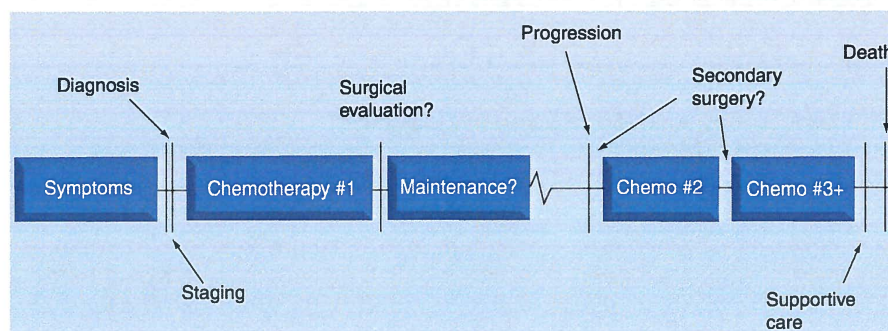 Progression
Death
Diagnosis
Surgical
evaluation?
Secondary
surgery?
Symptoms
Chemotherapy #1
Maintenance?
Chemo #2
Chemo #3+
Staging
Supportive
care